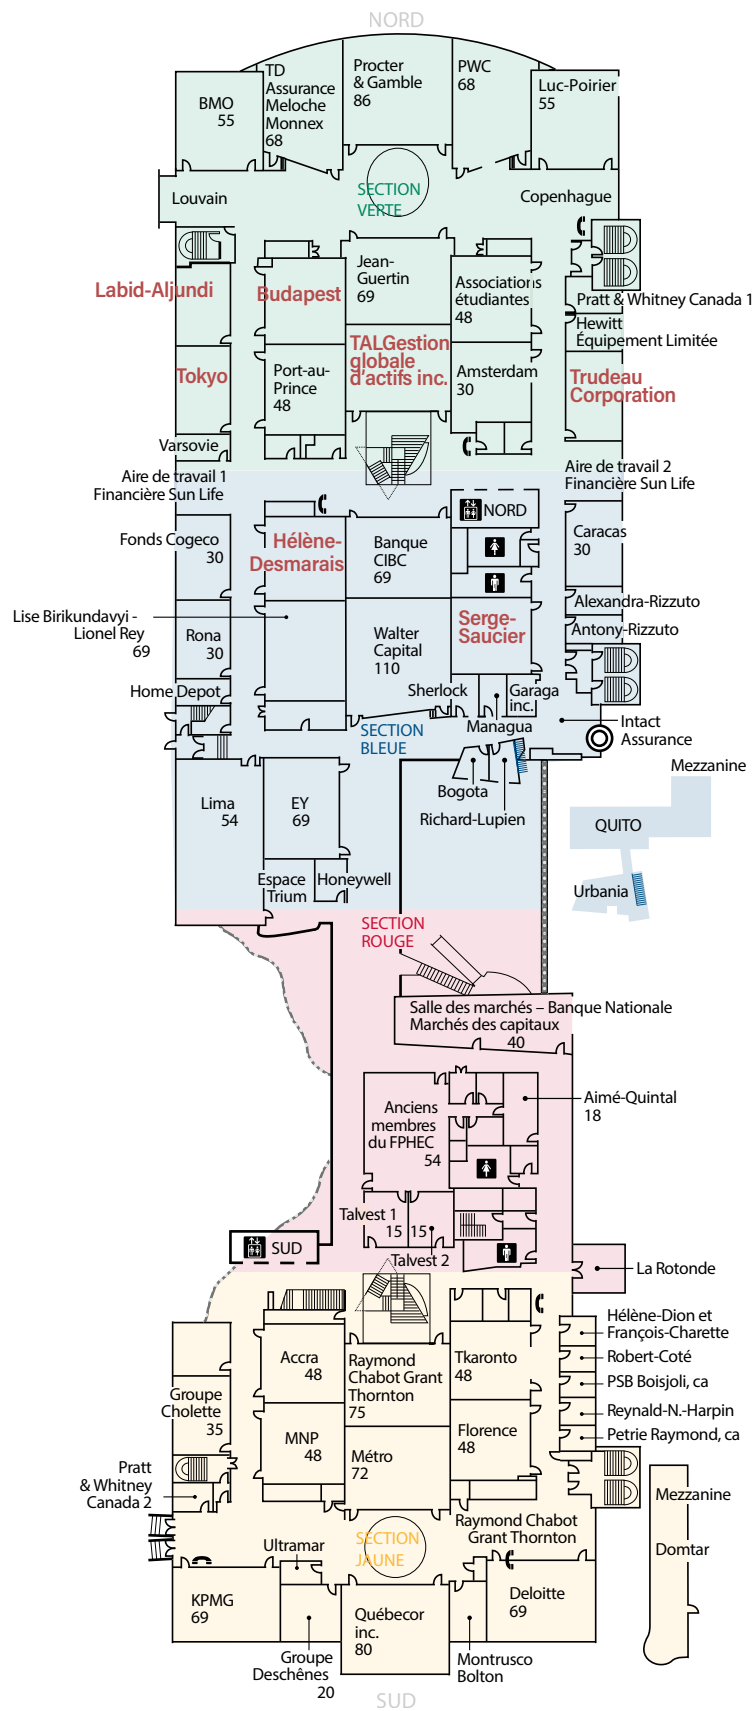 NORD
TD
Assurance
Meloche
Monnex
68
Procter
& Gamble
86
PWC
68
Luc-Poirier
55
BMO
55
Louvain
SECTION
VERTE
Copenhague
Labid-Aljundi
Budapest
Jean-
Guertin
69
Associations
étudiantes
48
Pratt & Whitney Canada 1
Hewitt
Équipement Limitée
Tokyo
Port-au-
Prince
48
TALGestion
globale
d'actifs inc.
Amsterdam
30
Trudeau
Corporation
Varsovie
Aire de travail 1
Financière Sun Life
Aire de travail 2
Financière Sun Life
NORD
Fonds Cogeco
30
Hélène-
Desmarais
Banque
CIBC
69
Caracas
30
Alexandra-Rizzuto
Antony-Rizzuto
Lise Birikundavyi -
Lionel Rey
69
Rona
30
Walter
Capital
110
Serge-
Saucier
Home Depot
Sherlock
Garaga
inc.
Managua
SECTION
BLEUE
Intact
Assurance
Mezzanine
Bogota
Richard-Lupien
Lima
54
EY
69
QUITO
Urbania
Espace
Trium
Honeywell
SECTION
ROUGE
Salle des marchés – Banque Nationale
Marchés des capitaux
40
Aimé-Quintal
18
Anciens
membres
du FPHEC
54
Talvest 1
15
15
Talvest 2
SUD
La Rotonde
Hélène-Dion et
François-Charette
Robert-Coté
PSB Boisjoli, ca
Reynald-N.-Harpin
Petrie Raymond, ca
Accra
48
Raymond
Chabot Grant
Thornton
75
Tkaronto
48
Groupe
Cholette
35
MNP
48
Métro
72
Florence
48
Pratt
& Whitney
Canada 2
Mezzanine
Domtar
Raymond Chabot
Grant Thornton
Ultramar
SECTION
JAUNE
KPMG
69
Québecor
inc.
80
Deloitte
69
Groupe
Deschênes
20
Montrusco
Bolton
SUD